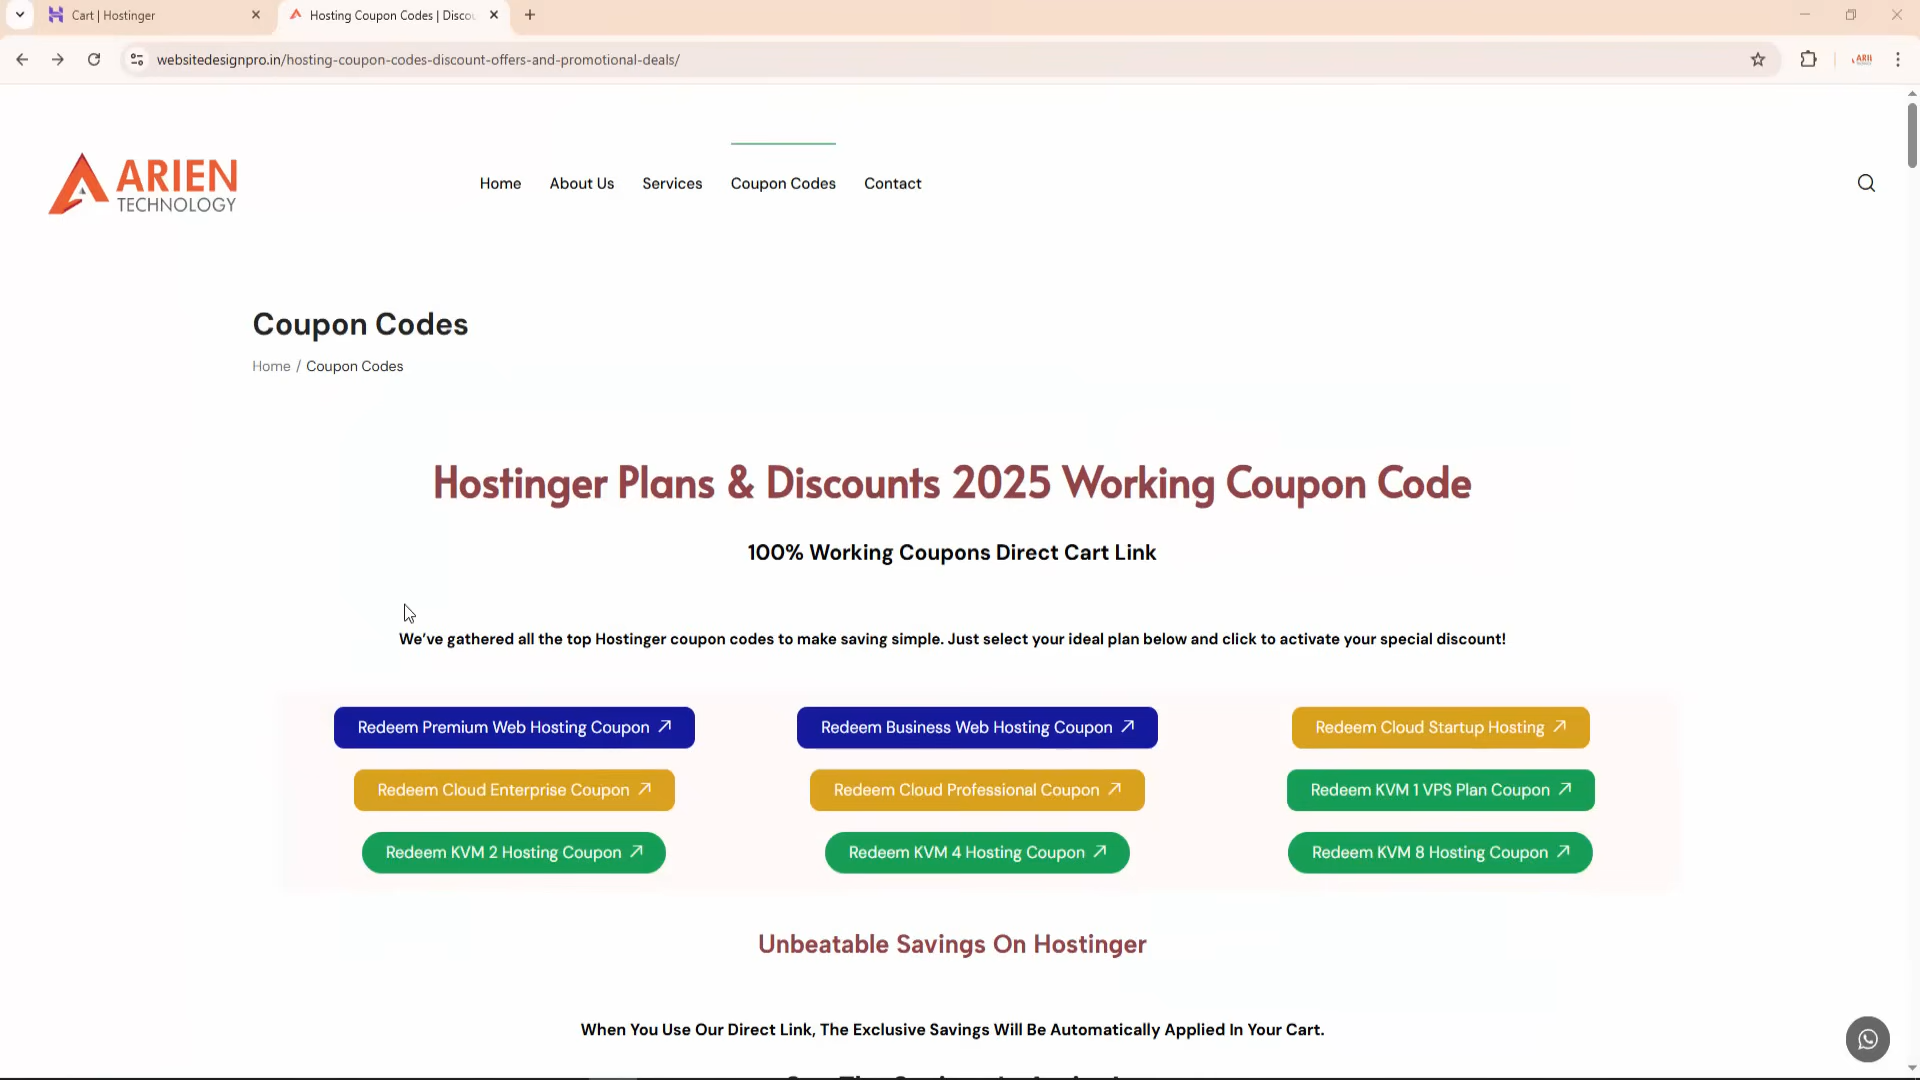 Cart | Hostinger
Hosting Coupon Codes | Disco
websitedesignpro.in/hosting-coupon-codes-discount-offers-and-promotional-deals/
ARIEN
TECHNOLOGY
Home
About Us
Services
Coupon Codes
Contact
Coupon Codes
Home / Coupon Codes
Hostinger Plans & Discounts 2025 Working Coupon Code
100% Working Coupons Direct Cart Link
We’ve gathered all the top Hostinger coupon codes to make saving simple. Just select your ideal plan below and click to activate your special discount!
Redeem Premium Web Hosting Coupon
Redeem Business Web Hosting Coupon
Redeem Cloud Startup Hosting
Redeem Cloud Enterprise Coupon
Redeem Cloud Professional Coupon
Redeem KVM 1 VPS Plan Coupon
Redeem KVM 2 Hosting Coupon
Redeem KVM 4 Hosting Coupon
Redeem KVM 8 Hosting Coupon
Unbeatable Savings On Hostinger
When You Use Our Direct Link, The Exclusive Savings Will Be Automatically Applied In Your Cart.